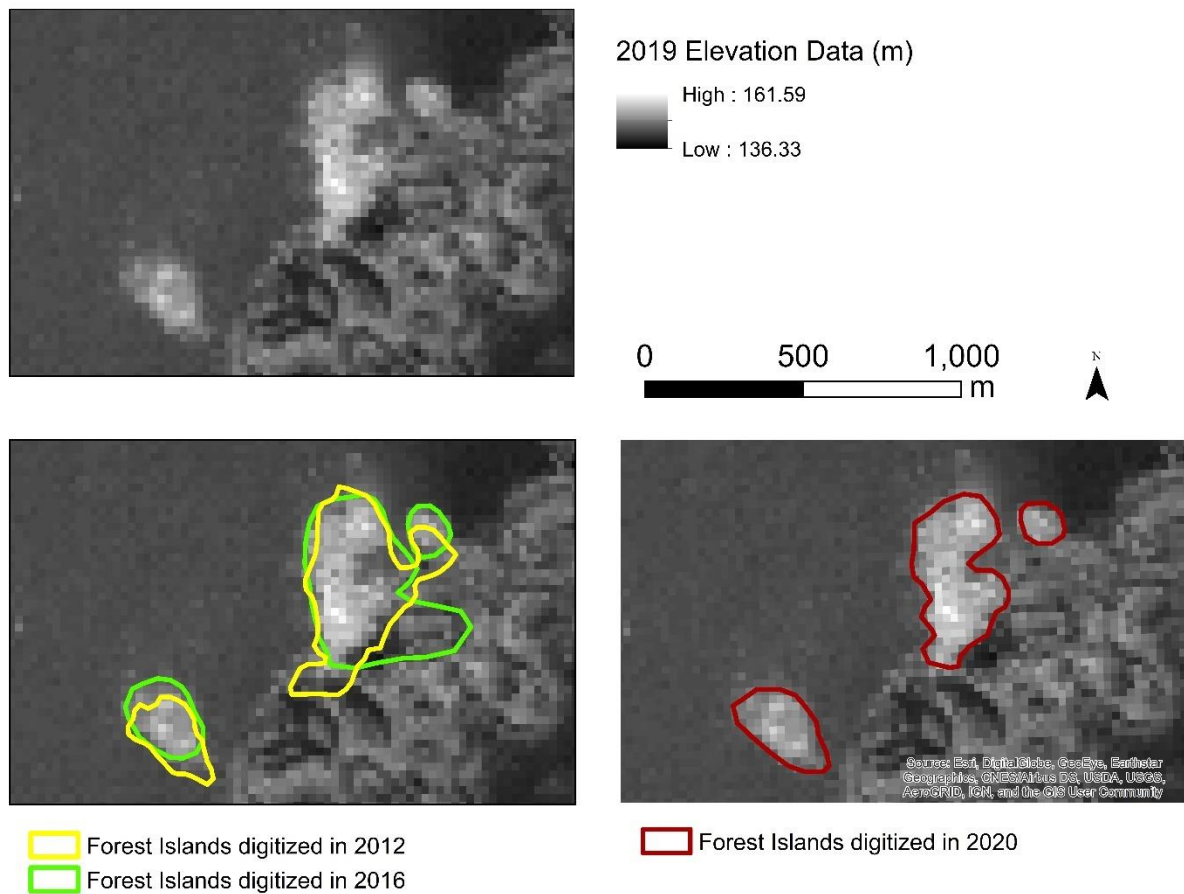 2019 Elevation Data (m)
High : 161.59
Low : 136.33
0 500 1,000
m
N
Source: Esri, DigitalGlobe, GeoEye, Earthstar
Geographics, CNES/Airbus DS, USDA, USGS,
AeroGRID, IGN, and the GIS User Community
Forest Islands digitized in 2012
Forest Islands digitized in 2016
Forest Islands digitized in 2020